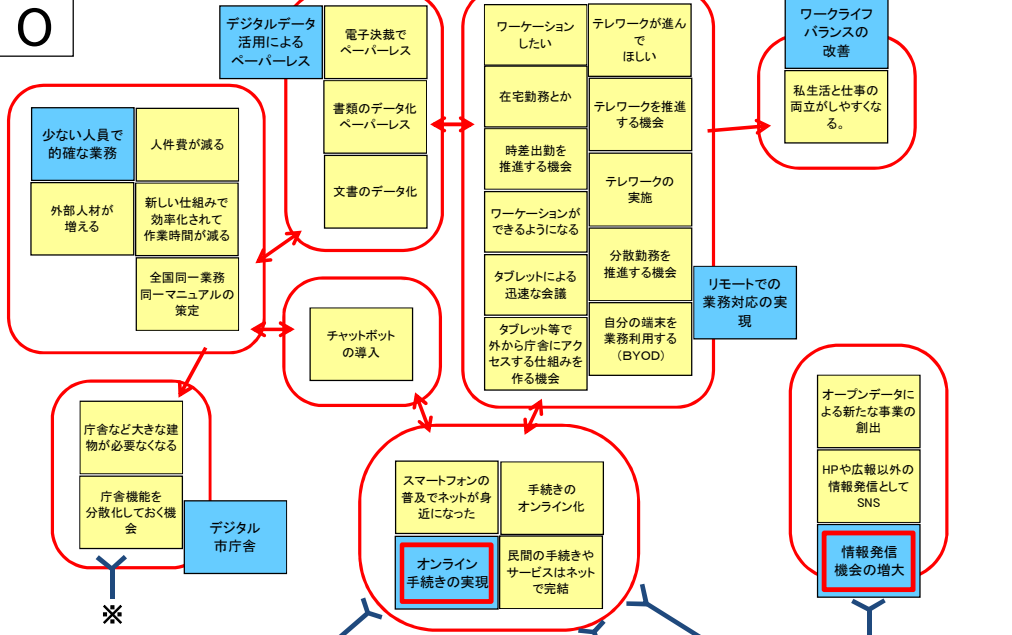 O
デジタルデータ
活用による
ペーパーレス
電子決裁で
ペーパーレス
書類のデータ化
ペーパーレス
文書のデータ化
少ない人員で
的確な業務
人件費が減る
外部人材が
増える
新しい仕組みで
効率化されて
作業時間が減る
全国同一業務
同一マニュアルの
策定
チャットボット
の導入
ワーケーション
したい
テレワークが進ん
で
ほしい
在宅勤務とか
テレワークを推進
する機会
時差出勤を
推進する機会
テレワークの
実施
ワーケーションが
できるようになる
分散勤務を
推進する機会
タブレットによる
迅速な会議
タブレット等で
外から庁舎にアク
セスする仕組みを
作る機会
自分の端末を
業務利用する
（BYOD）
リモートでの
業務対応の実
現
ワークライフ
バランスの
改善
私生活と仕事の
両立がしやすくな
る。
庁舎など大きな建
物が必要なくなる
庁舎機能を
分散化しておく機
会
デジタル
市庁舎
※
スマートフォンの
普及でネットが身
近になった
手続きの
オンライン化
オンライン
手続きの実現
民間の手続きや
サービスはネット
で完結
オープンデータに
よる新たな事業の
創出
HPや広報以外の
情報発信として
SNS
情報発信
機会の増大